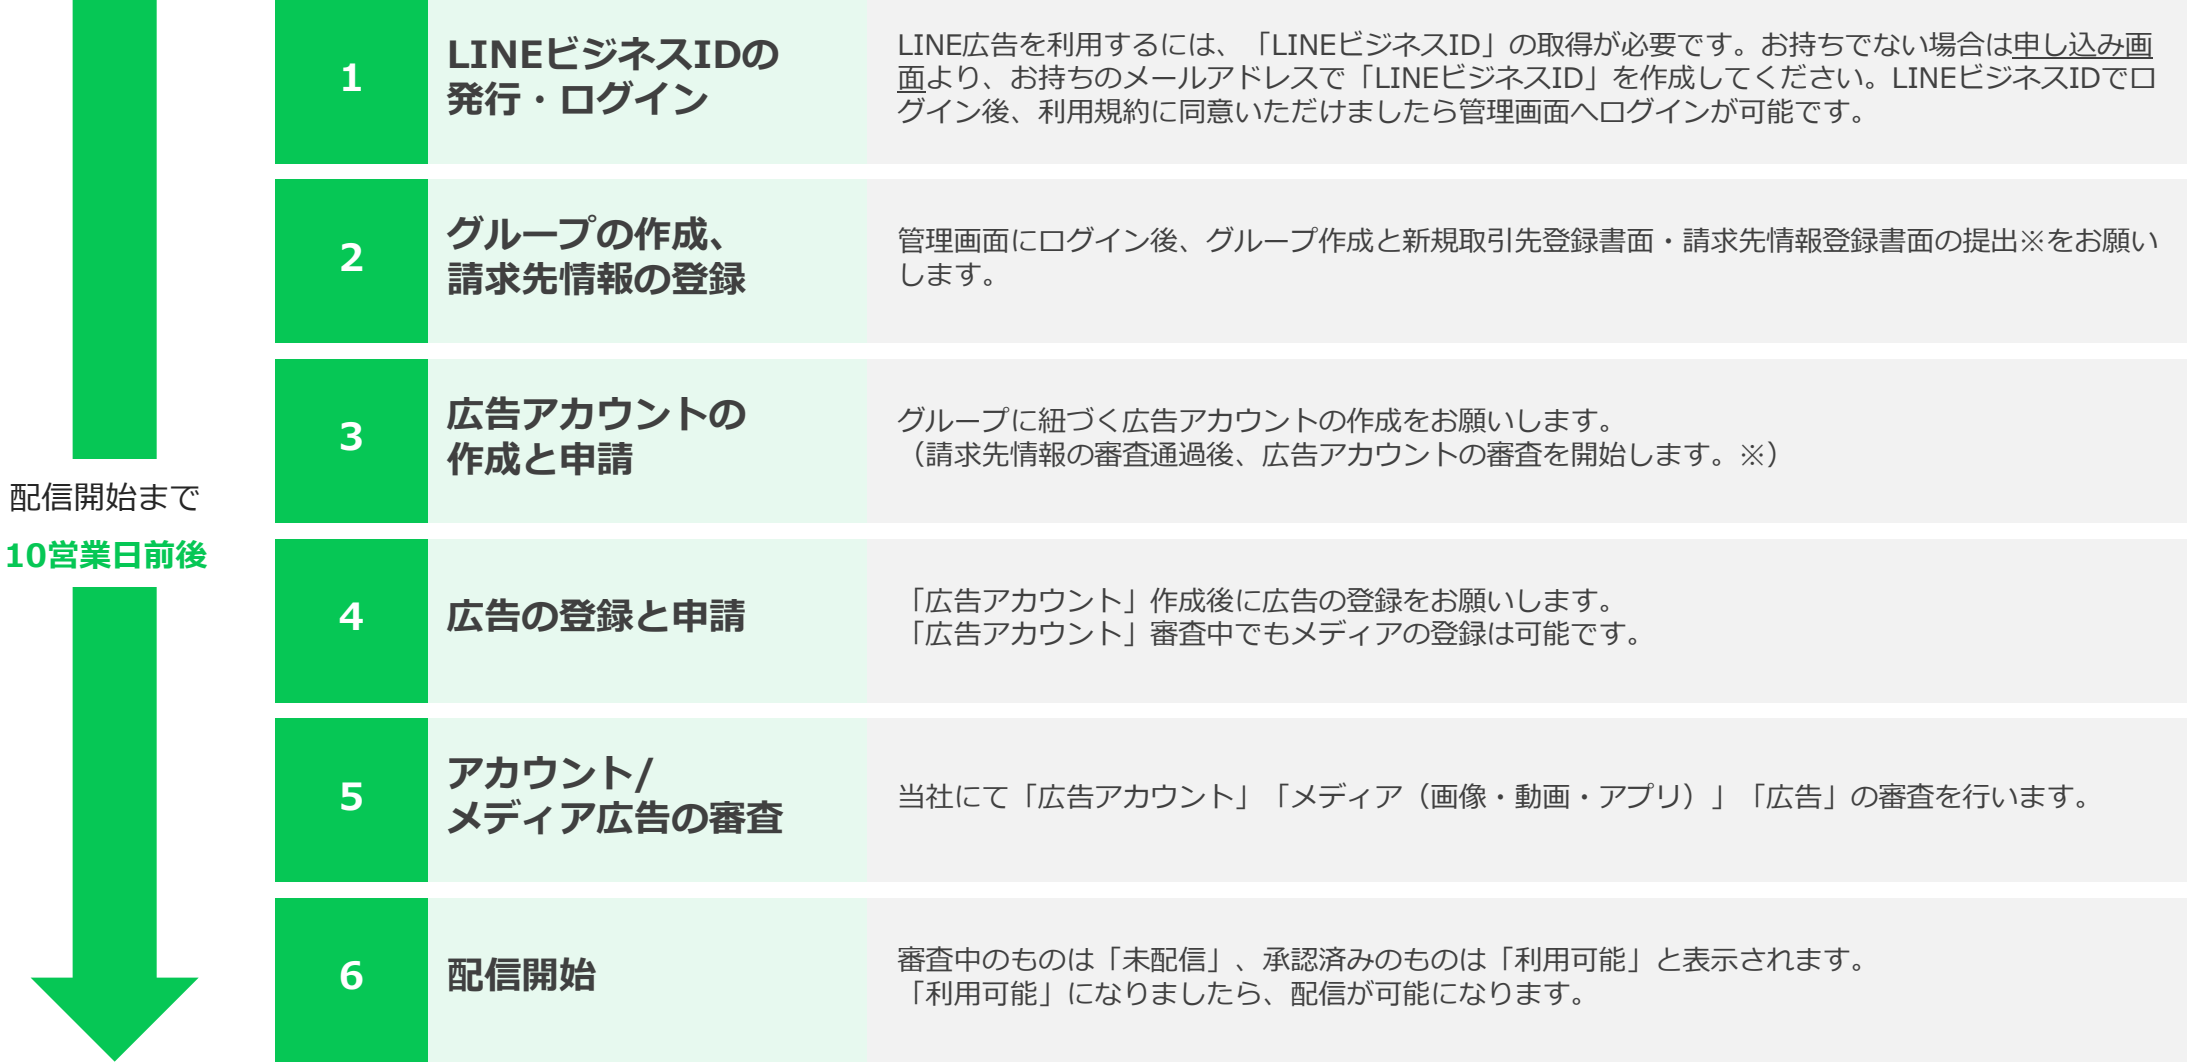 1
LINEビジネスIDの
発行・ログイン
LINE広告を利用するには、「LINEビジネスID」の取得が必要です。お持ちでない場合は申し込み画
面より、お持ちのメールアドレスで「LINEビジネスID」を作成してください。LINEビジネスIDでロ
グイン後、利用規約に同意いただけましたら管理画面へログインが可能です。
2
グループの作成、
請求先情報の登録
管理画面にログイン後、グループ作成と新規取引先登録書面・請求先情報登録書面の提出※をお願い
します。
3
広告アカウントの
作成と申請
グループに紐づく広告アカウントの作成をお願いします。
（請求先情報の審査通過後、広告アカウントの審査を開始します。※）
配信開始まで
10営業日前後
4
広告の登録と申請
「広告アカウント」作成後に広告の登録をお願いします。
「広告アカウント」審査中でもメディアの登録は可能です。
5
アカウント/
メディア広告の審査
当社にて「広告アカウント」「メディア（画像・動画・アプリ）」「広告」の審査を行います。
6
配信開始
審査中のものは「未配信」、承認済みのものは「利用可能」と表示されます。
「利用可能」になりましたら、配信が可能になります。